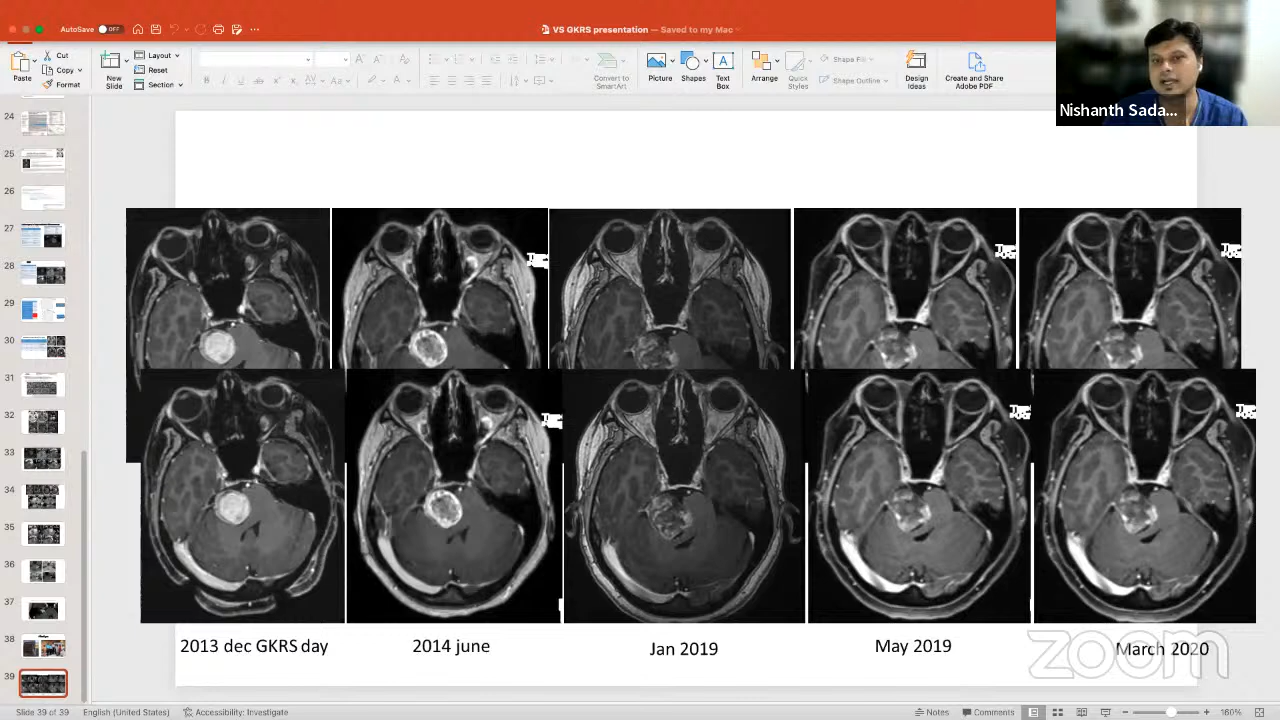 AutoSave OFF
VS GKRS presentation — Saved to my Mac
Paste
Cut
Copy
Format
New Slide
Layout
Reset
Section
Convert to SmartArt
Picture
Shapes
Text Box
Arrange
Quick Styles
Shape Fill
Shape Outline
Design Ideas
Create and Share Adobe PDF
Nishanth Sada...
24
25
26
27
28
29
30
31
32
33
34
35
36
37
38
39
2013 dec GKRS day
2014 june
Jan 2019
May 2019
March 2020
zoom
Slide 39 of 39
English (United States)
Accessibility: Investigate
Notes
Comments
160%